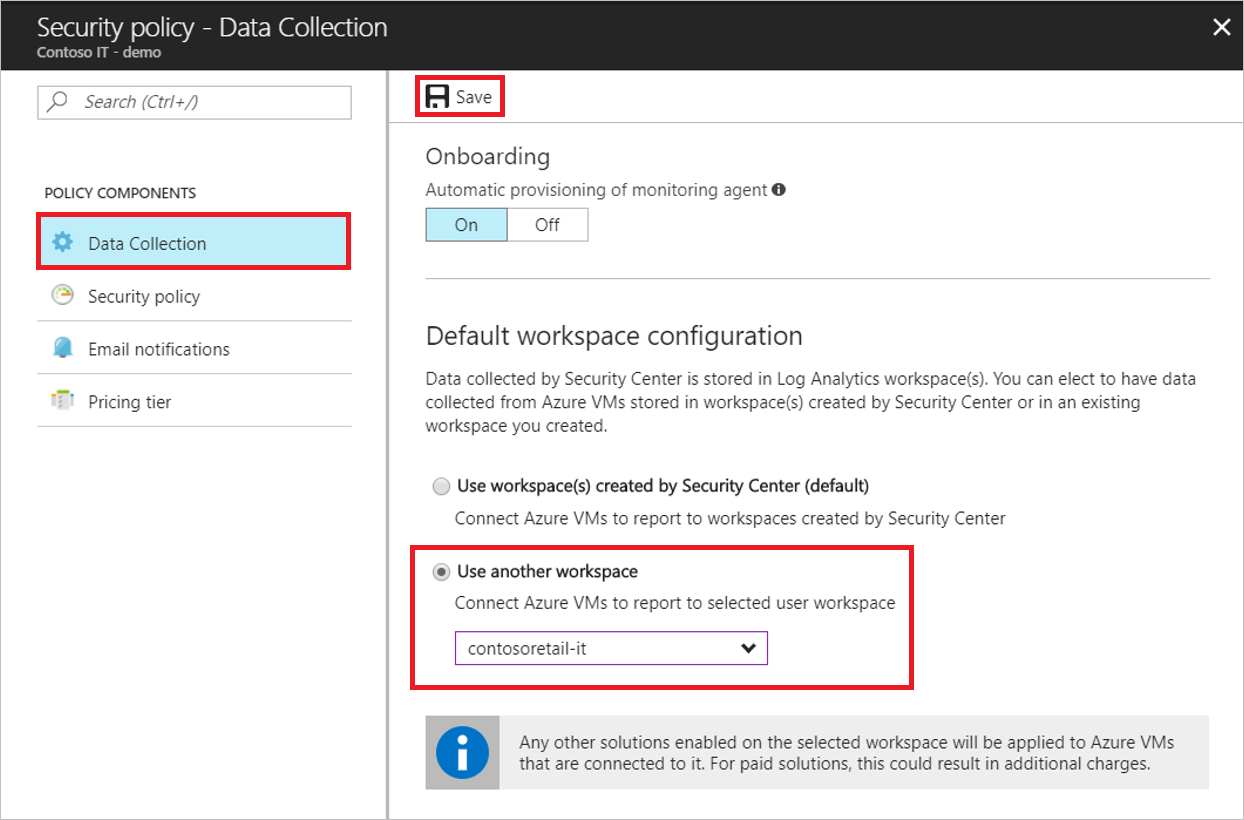 Security policy - Data Collection
Contoso IT - demo
Search (Ctrl+/)
POLICY COMPONENTS
Data Collection
Security policy
Email notifications
Pricing tier
Save
Onboarding
Automatic provisioning of monitoring agent
On Off
Default workspace configuration
Data collected by Security Center is stored in Log Analytics workspace(s). You can elect to have data
collected from Azure VMs stored in workspace(s) created by Security Center or in an existing
workspace you created.
Use workspace(s) created by Security Center (default)
Connect Azure VMs to report to workspaces created by Security Center
Use another workspace
Connect Azure VMs to report to selected user workspace
contosoretail-it
Any other solutions enabled on the selected workspace will be applied to Azure VMs
that are connected to it. For paid solutions, this could result in additional charges.